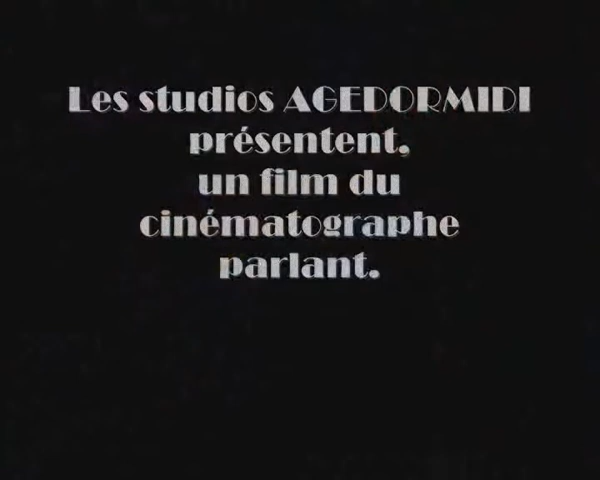 Les studios AGEDORMIDI
présentent,
un film du
cinématographe
parlant.